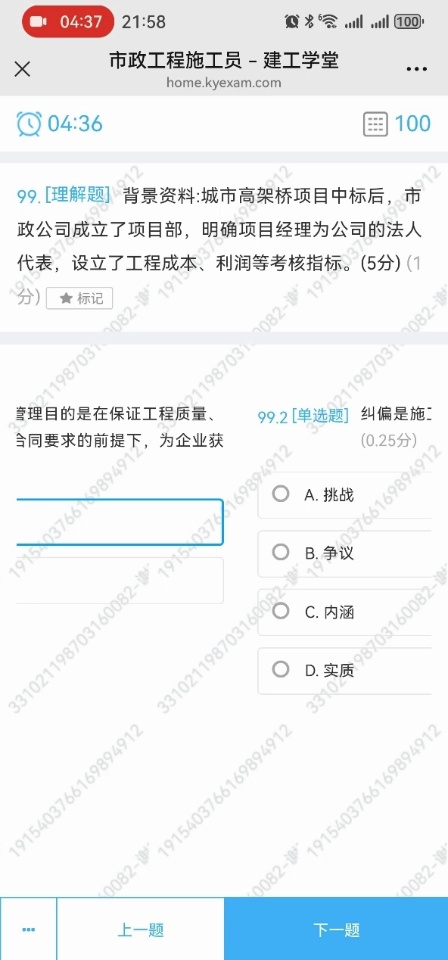 04:37 21:58 100
市政工程施工员 - 建工学堂
home.kyexam.com
04:36 100
99. [理解题] 背景资料:城市高架桥项目中标后，市
政公司成立了项目部，明确项目经理为公司的法人
代表，设立了工程成本、利润等考核指标。(5分) (1
分) 标记
管理目的是在保证工程质量、
合同要求的前提下，为企业获
99.2 [单选题] 纠偏是施工
(0.25分)
A. 挑战
B. 争议
C. 内涵
D. 实质
上一题
下一题